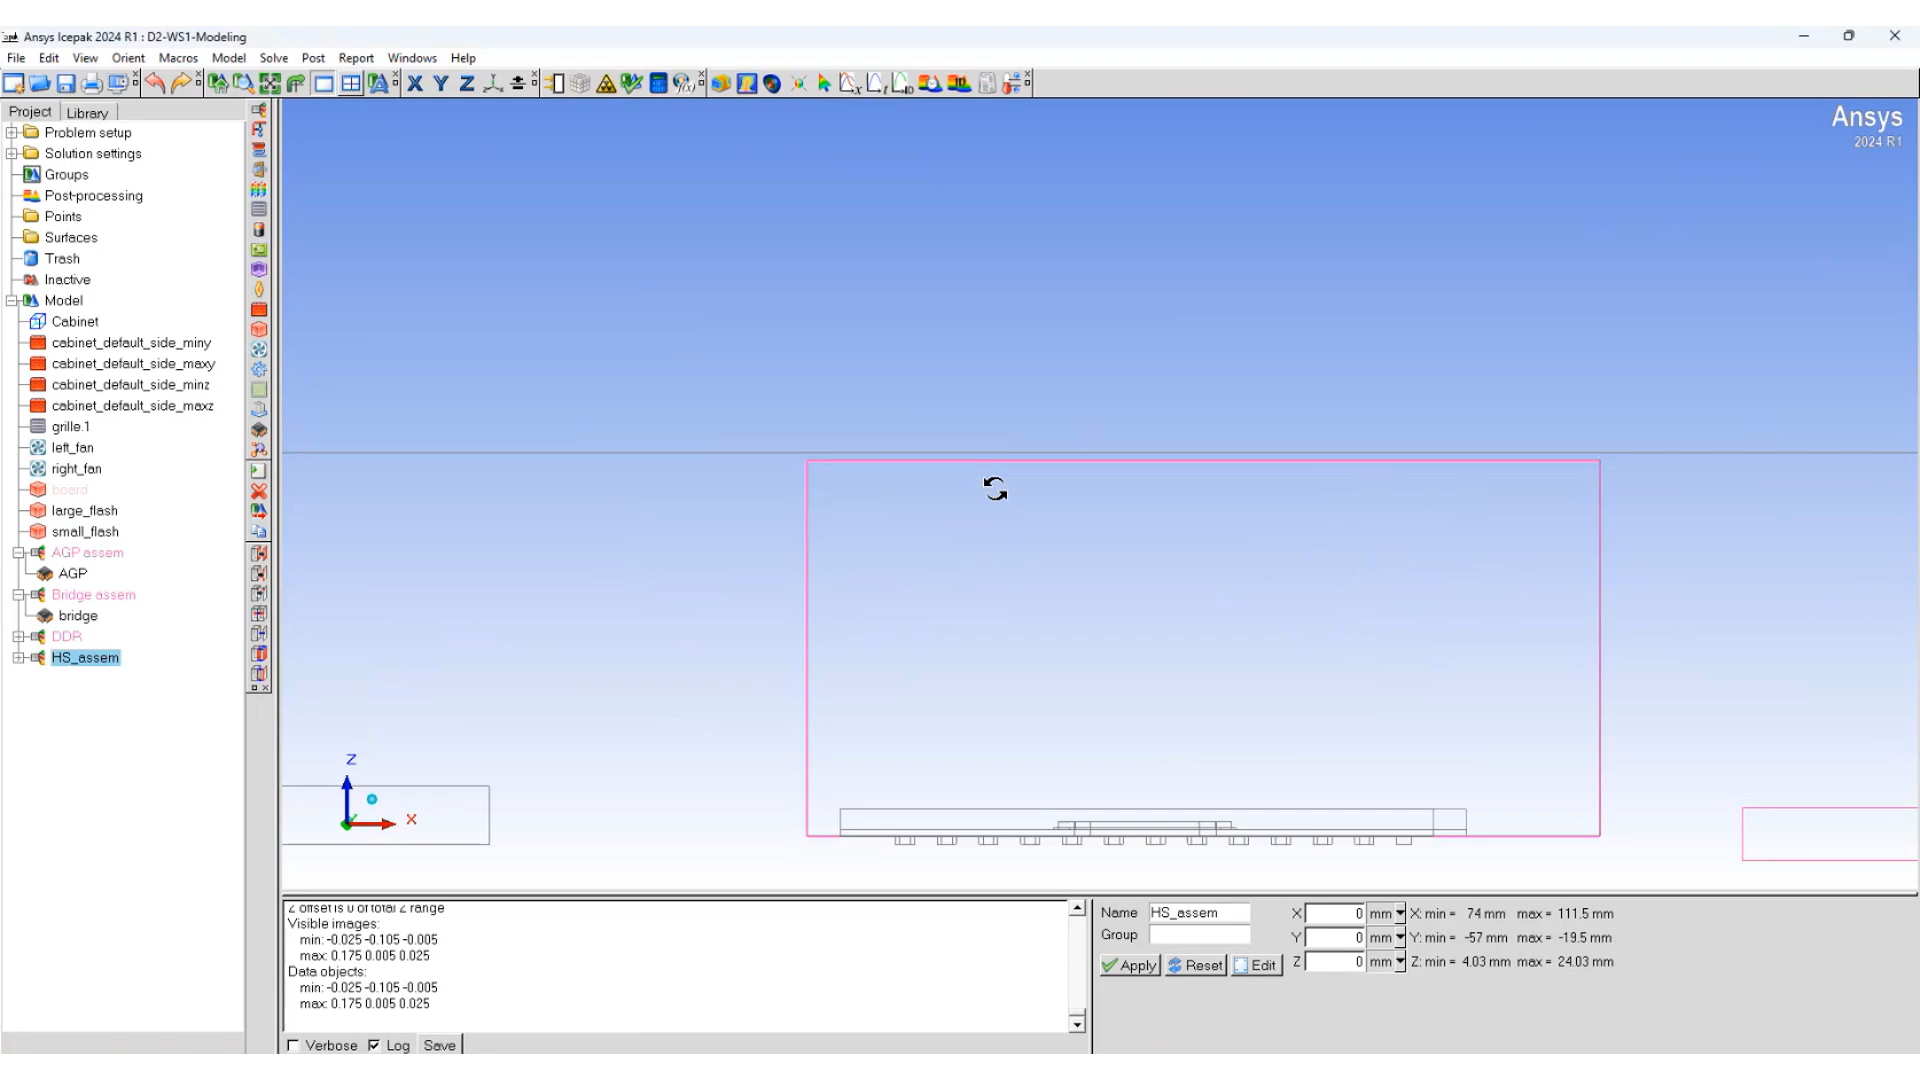 Ansys Icepak 2024 R1 : D2-WS1-Modeling
File Edit View Orient Macros Model Solve Post Report Windows Help
X Y Z
Project Library
Problem setup
Solution settings
Groups
Post-processing
Points
Surfaces
Trash
Inactive
Model
Cabinet
cabinet_default_side_miny
cabinet_default_side_maxy
cabinet_default_side_minz
cabinet_default_side_maxz
grille.1
left_fan
right_fan
board
large_flash
small_flash
AGP assem
AGP
Bridge assem
bridge
DDR
HS_assem
Ansys
2024 R1
Z
X
Z offset is 0 of total Z range
Visible images:
min: -0.025 -0.105 -0.005
max: 0.175 0.005 0.025
Data objects:
min: -0.025 -0.105 -0.005
max: 0.175 0.005 0.025
Verbose Log Save
Name HS_assem
Group
Apply Reset Edit
X 0 mm X: min = 74 mm max = 111.5 mm
Y 0 mm Y: min = -57 mm max = -19.5 mm
Z 0 mm Z: min = 4.03 mm max = 24.03 mm